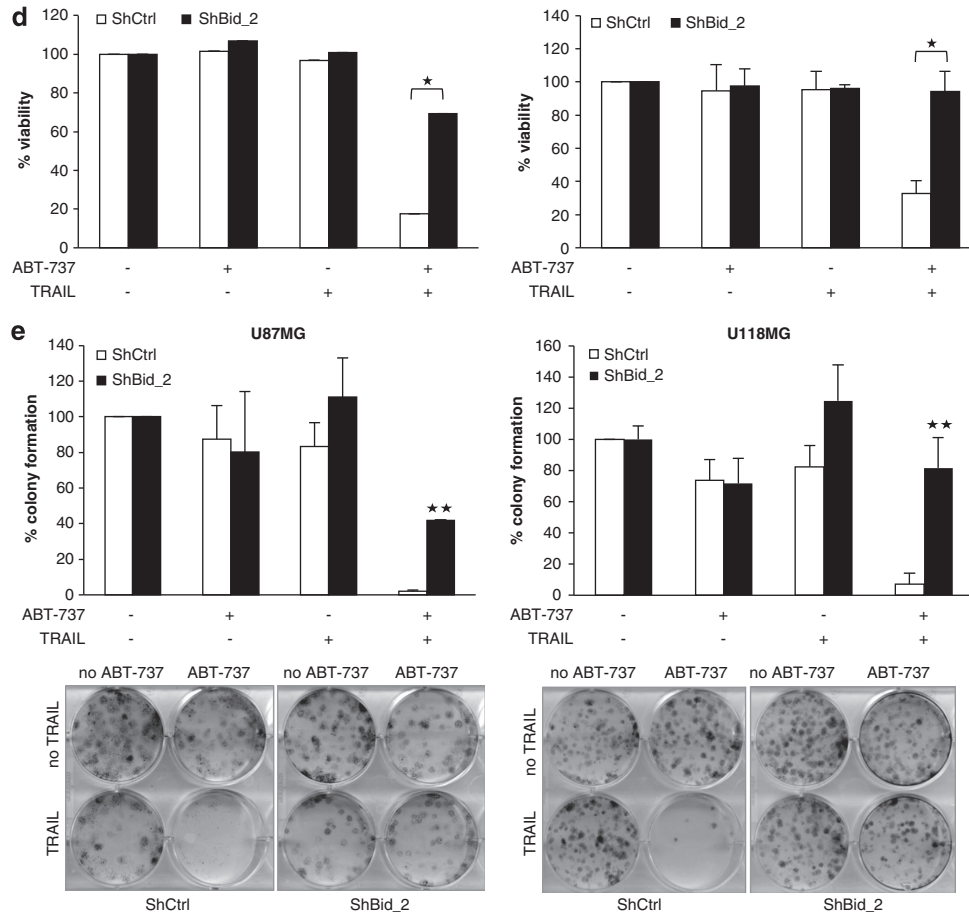 d
ShCtrl ShBid_2
% viability
120
100
80
60
40
20
0
★
ABT-737 - + - +
TRAIL - - + +
ShCtrl ShBid_2
% viability
140
120
100
80
60
40
20
0
★
ABT-737 - + - +
TRAIL - - + +
e
U87MG
ShCtrl
ShBid_2
% colony formation
140
120
100
80
60
40
20
0
★★
ABT-737 - + - +
TRAIL - - + +
U118MG
ShCtrl
ShBid_2
% colony formation
160
140
120
100
80
60
40
20
0
★★
ABT-737 - + - +
TRAIL - - + +
no ABT-737 ABT-737 no ABT-737 ABT-737
no TRAIL
TRAIL
ShCtrl ShBid_2
no ABT-737 ABT-737 no ABT-737 ABT-737
no TRAIL
TRAIL
ShCtrl ShBid_2